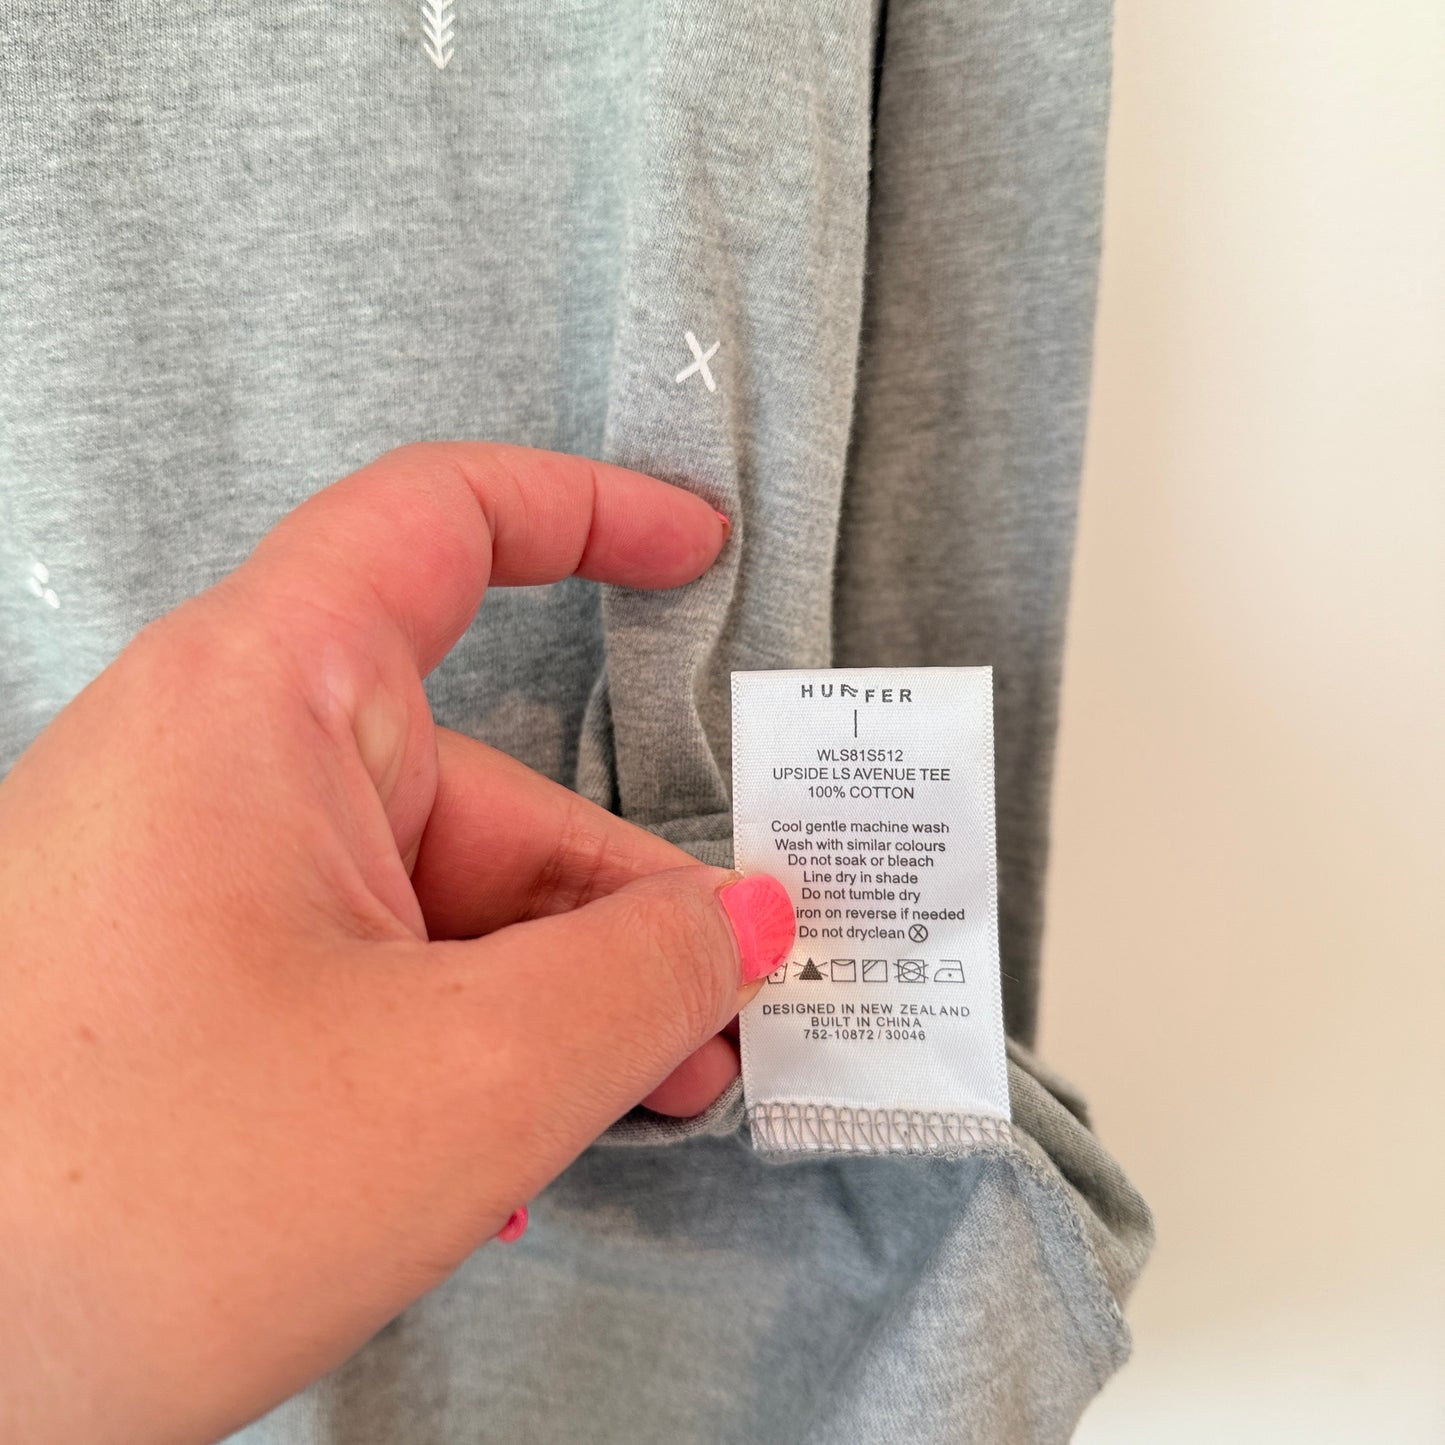 HUFFER
WLS81S512
UPSIDE LS AVENUE TEE
100% COTTON
Cool gentle machine wash
Wash with similar colours
Do not soak or bleach
Line dry in shade
Do not tumble dry
iron on reverse if needed
Do not dryclean
DESIGNED IN NEW ZEALAND
BUILT IN CHINA
752-10872 / 30046